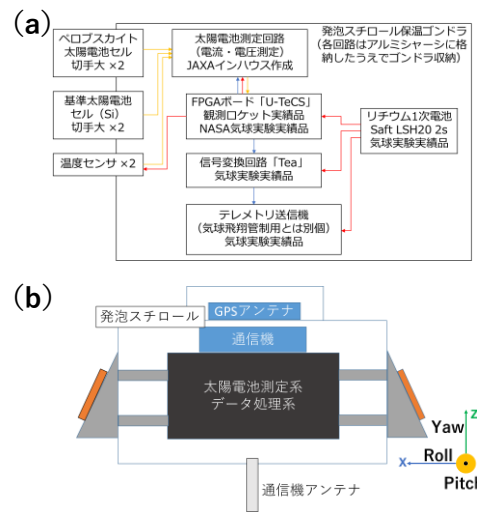 (a)
ペロブスカイト
太陽電池セル
切手大 ×2
太陽電池測定回路
(電流・電圧測定)
JAXAインハウス作成
発泡スチロール保温ゴンドラ
(各回路はアルミシャーシに格
納したうえでゴンドラ収納)
基準太陽電池
セル(Si)
切手大 ×2
FPGAボード「U-TeCS」
観測ロケット実績品
NASA気球実験実績品
リチウム1次電池
Saft LSH20 2s
気球実験実績品
温度センサ ×2
信号変換回路「Tea」
気球実験実績品
テレメトリ送信機
(気球飛翔管制用とは別個)
気球実験実績品
(b)
発泡スチロール
GPSアンテナ
通信機
太陽電池測定系
データ処理系
Z
Yaw
Roll
X
Pitch
通信機アンテナ